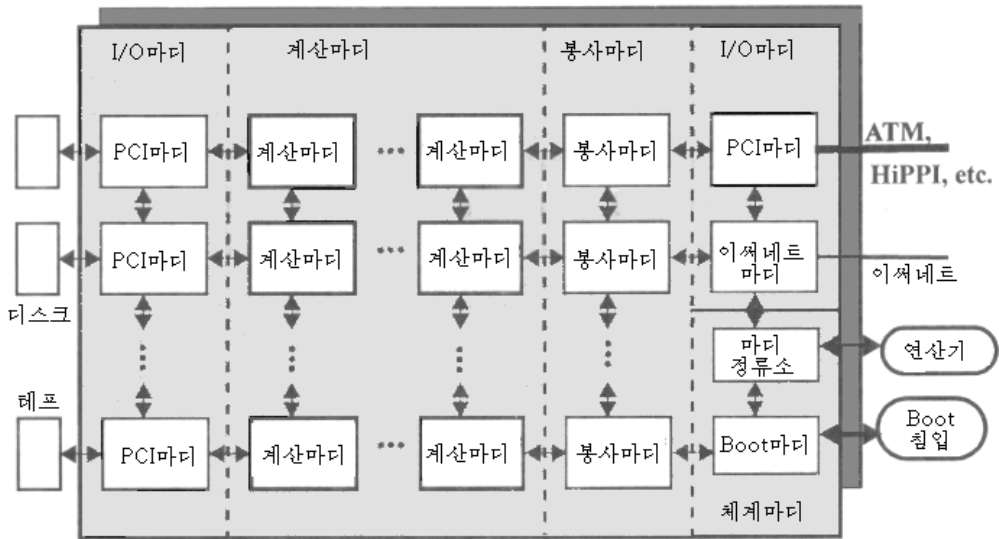 I/O마디 계산마디 봉사마디 I/O마디
PCI마디 계산마디 ••• 계산마디 봉사마디 PCI마디 ATM,
HiPPI, etc.
PCI마디 계산마디 ••• 계산마디 봉사마디 이써네트
마디
이써네트
디스크
마디
정류소
연산기
테프
PCI마디 계산마디 ••• 계산마디 봉사마디 Boot마디
Boot
침입
체계마디